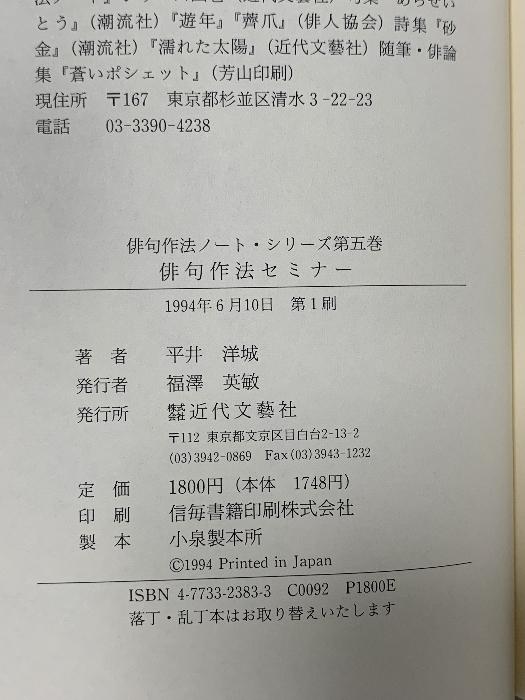 とう』(潮流社)『遊年』『薺爪』(俳人協会) 詩集『砂
金』(潮流社)『濡れた太陽』(近代文藝社) 随筆・俳論
集『蒼いポシェット』(芳山印刷)
現住所 〒167 東京都杉並区清水3-22-23
電話 03-3390-4238
俳句作法ノート・シリーズ第五巻
俳句作法セミナー
1994年6月10日 第1刷
著者 平井 洋城
発行者 福澤 英敏
発行所 株式会社近代文藝社
〒112 東京都文京区目白台2-13-2
(03)3942-0869 Fax(03)3943-1232
定価 1800円(本体 1748円)
印刷 信毎書籍印刷株式会社
製本 小泉製本所
©1994 Printed in Japan
ISBN 4-7733-2383-3 C0092 P1800E
落丁・乱丁本はお取り替えいたします